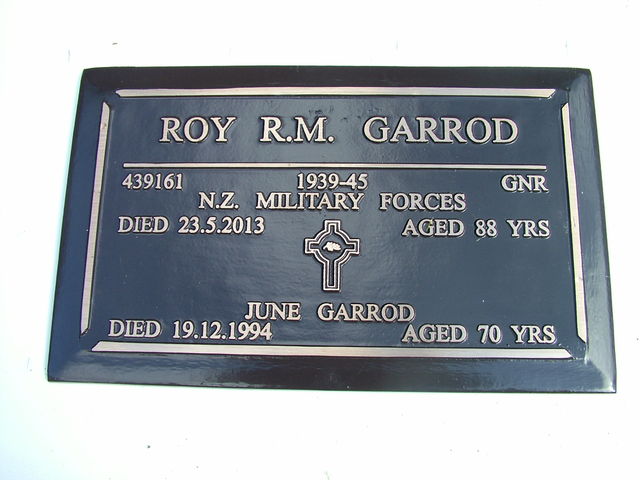 ROY R.M. GARROD
439161 1939-45 GNR
N.Z. MILITARY FORCES
DIED 23.5.2013 AGED 88 YRS
JUNE GARROD
DIED 19.12.1994 AGED 70 YRS